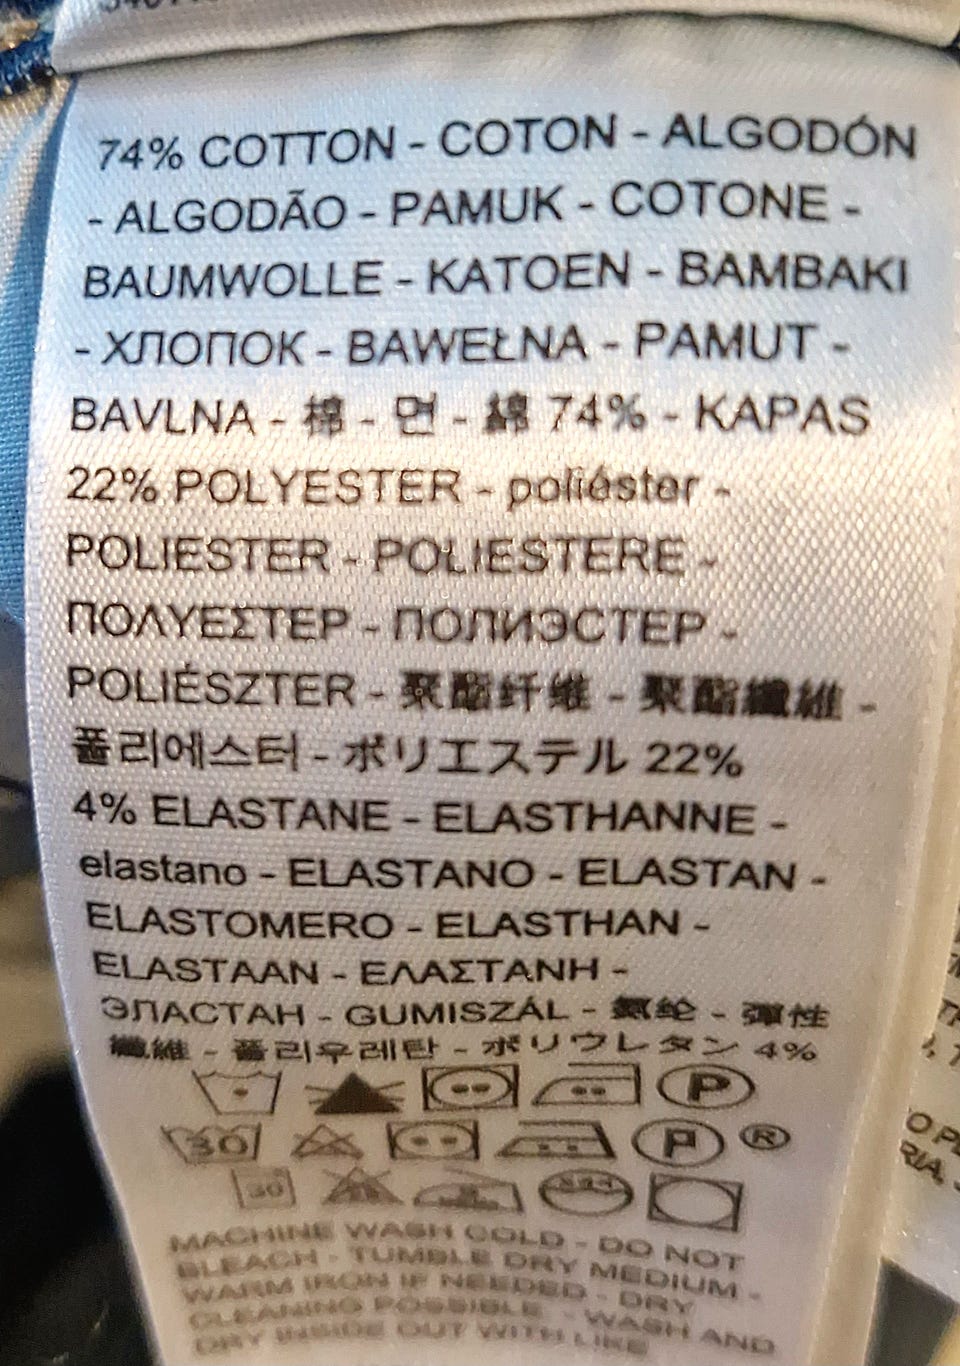 74% COTTON - COTON - ALGODÓN
- ALGODÃO - PAMUK - COTONE -
BAUMWOLLE - KATOEN - BAMBAKI
- ХЛОПОК - BAWEŁNA - PAMUT -
BAVLNA - 棉 - 면 - 綿 74% - KAPAS
22% POLYESTER - poliéster -
POLIESTER - POLIESTERE -
ΠΟΛΥΕΣΤΕΡ - ПОЛИЭСТЕР -
POLIÉSZTER - 聚酯纤维 - 聚酯纖維 -
폴리에스터 - ポリエステル 22%
4% ELASTANE - ELASTHANNE -
elastano - ELASTANO - ELASTAN -
ELASTOMERO - ELASTHAN -
ELASTAAN - ΕΛΑΣΤΑΝΗ -
ЭЛАСТАН - GUMISZÁL - 氨纶 - 彈性
纖維 - 폴리우레탄 - ポリウレタン 4%
P
30 P ®
30
MACHINE WASH COLD - DO NOT
BLEACH - TUMBLE DRY MEDIUM -
WARM IRON IF NEEDED - DRY
CLEANING POSSIBLE - WASH AND
DRY INSIDE OUT WITH LIKE